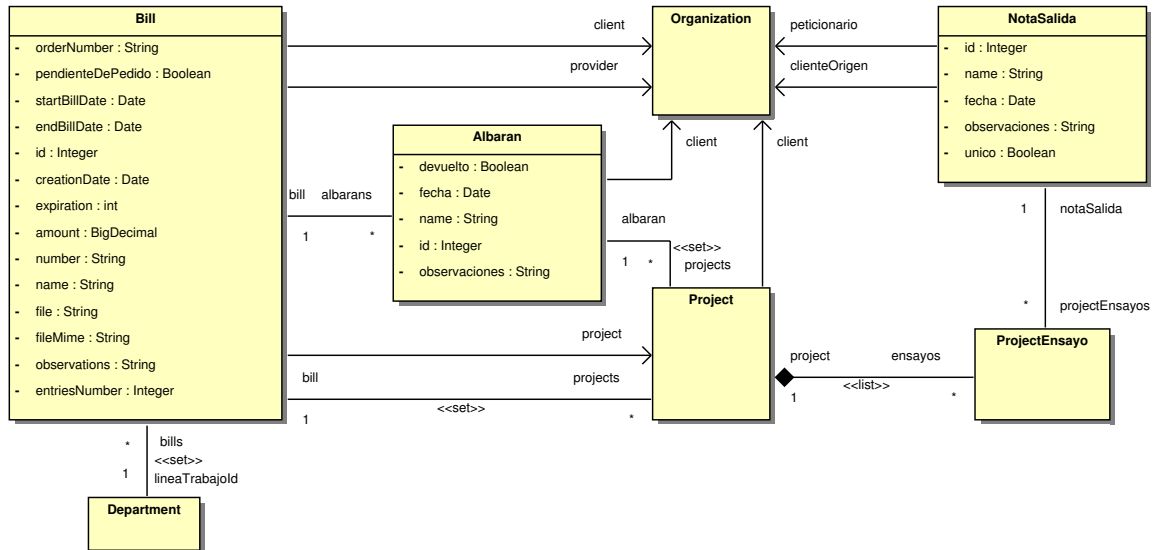 Bill
- orderNumber : String
- pendienteDePedido : Boolean
- startBillDate : Date
- endBillDate : Date
- id : Integer
- creationDate : Date
- expiration : int
- amount : BigDecimal
- number : String
- name : String
- file : String
- fileMime : String
- observations : String
- entriesNumber : Integer
client
provider
Organization
peticionario
clienteOrigen
NotaSalida
- id : Integer
- name : String
- fecha : Date
- observaciones : String
- unico : Boolean
Albaran
- devuelto : Boolean
- fecha : Date
- name : String
- id : Integer
- observaciones : String
client
client
bill albarans
1 *
albaran
<<set>>
1 * projects
1 notaSalida
* projectEnsayos
Project
project
bill projects
<<set>>
1 *
project ensayos
<<list>>
1 *
ProjectEnsayo
* bills
<<set>>
1 lineaTrabajoId
Department